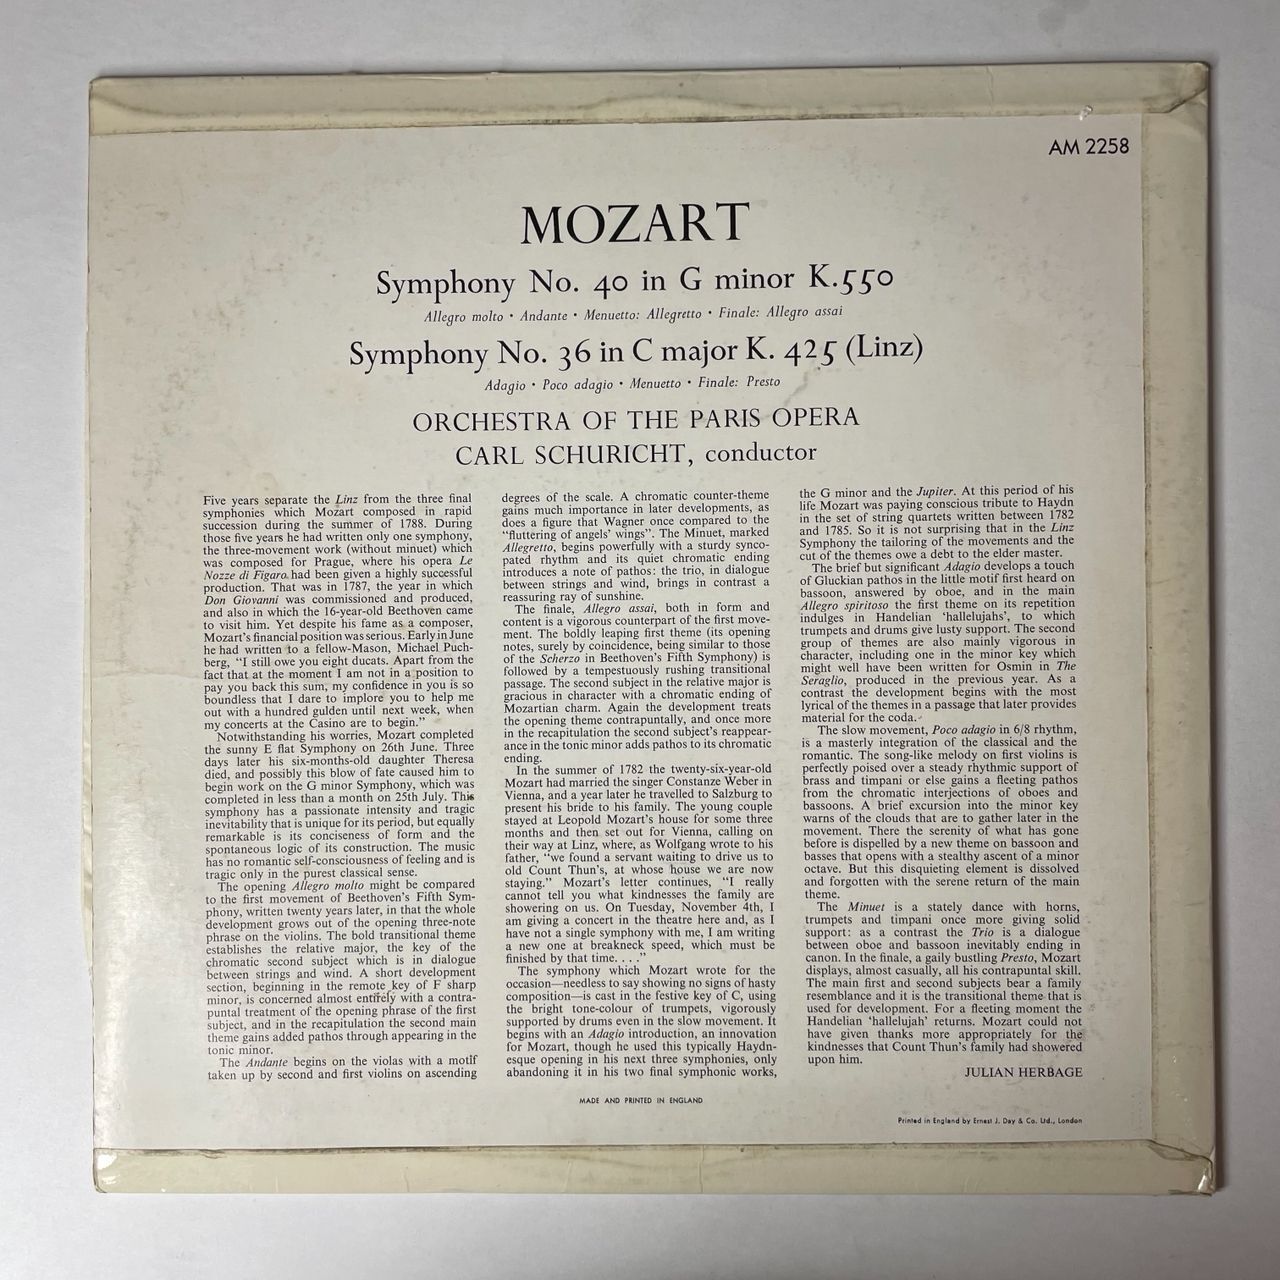 AM 2258
MOZART
Symphony No. 40 in G minor K.550
Allegro molto • Andante • Menuetto: Allegretto • Finale: Allegro assai
Symphony No. 36 in C major K. 425 (Linz)
Adagio • Poco adagio • Menuetto • Finale: Presto
ORCHESTRA OF THE PARIS OPERA
CARL SCHURICHT, conductor
Five years separate the Linz from the three final
symphonies which Mozart composed in rapid
succession during the summer of 1788. During
those five years he had written only one symphony,
the three-movement work (without minuet) which
was composed for Prague, where his opera Le
Nozze di Figaro had been given a highly successful
production. That was in 1787, the year in which
Don Giovanni was commissioned and produced,
and also in which the 16-year-old Beethoven came
to visit him. Yet despite his fame as a composer,
Mozart's financial position was serious. Early in June
he had written to a fellow-Mason, Michael Puch-
berg, "I still owe you eight ducats. Apart from the
fact that at the moment I am not in a position to
pay you back this sum, my confidence in you is so
boundless that I dare to implore you to help me
out with a hundred gulden until next week, when
my concerts at the Casino are to begin."
Notwithstanding his worries, Mozart completed
the sunny E flat Symphony on 26th June. Three
days later his six-months-old daughter Theresa
died, and possibly this blow of fate caused him to
begin work on the G minor Symphony, which was
completed in less than a month on 25th July. This
symphony has a passionate intensity and tragic
inevitability that is unique for its period, but equally
remarkable is its conciseness of form and the
spontaneous logic of its construction. The music
has no romantic self-consciousness of feeling and is
tragic only in the purest classical sense.
The opening Allegro molto might be compared
to the first movement of Beethoven's Fifth Sym-
phony, written twenty years later, in that the whole
development grows out of the opening three-note
phrase on the violins. The bold transitional theme
establishes the relative major, the key of the
chromatic second subject which is in dialogue
between strings and wind. A short development
section, beginning in the remote key of F sharp
minor, is concerned almost entirely with a contra-
puntal treatment of the opening phrase of the first
subject, and in the recapitulation the second main
theme gains added pathos through appearing in the
tonic minor.
The Andante begins on the violas with a motif
taken up by second and first violins on ascending
degrees of the scale. A chromatic counter-theme
gains much importance in later developments, as
does a figure that Wagner once compared to the
"fluttering of angels' wings". The Minuet, marked
Allegretto, begins powerfully with a sturdy synco-
pated rhythm and its quiet chromatic ending
introduces a note of pathos: the trio, in dialogue
between strings and wind, brings in contrast a
reassuring ray of sunshine.
The finale, Allegro assai, both in form and
content is a vigorous counterpart of the first move-
ment. The boldly leaping first theme (its opening
notes, surely by coincidence, being similar to those
of the Scherzo in Beethoven's Fifth Symphony) is
followed by a tempestuously rushing transitional
passage. The second subject in the relative major is
gracious in character with a chromatic ending of
Mozartian charm. Again the development treats
the opening theme contrapuntally, and once more
in the recapitulation the second subject's reappear-
ance in the tonic minor adds pathos to its chromatic
ending.
In the summer of 1782 the twenty-six-year-old
Mozart had married the singer Constanze Weber in
Vienna, and a year later he travelled to Salzburg to
present his bride to his family. The young couple
stayed at Leopold Mozart's house for some three
months and then set out for Vienna, calling on
their way at Linz, where, as Wolfgang wrote to his
father, "we found a servant waiting to drive us to
old Count Thun's, at whose house we are now
staying." Mozart's letter continues, "I really
cannot tell you what kindnesses the family are
showering on us. On Tuesday, November 4th, I
am giving a concert in the theatre here and, as I
have not a single symphony with me, I am writing
a new one at breakneck speed, which must be
finished by that time. . . ."
The symphony which Mozart wrote for the
occasion—needless to say showing no signs of hasty
composition—is cast in the festive key of C, using
the bright tone-colour of trumpets, vigorously
supported by drums even in the slow movement. It
begins with an Adagio introduction, an innovation
for Mozart, though he used this typically Haydn-
esque opening in his next three symphonies, only
abandoning it in his two final symphonic works,
the G minor and the Jupiter. At this period of his
life Mozart was paying conscious tribute to Haydn
in the set of string quartets written between 1782
and 1785. So it is not surprising that in the Linz
Symphony the tailoring of the movements and the
cut of the themes owe a debt to the elder master.
The brief but significant Adagio develops a touch
of Gluckian pathos in the little motif first heard on
bassoon, answered by oboe, and in the main
Allegro spiritoso the first theme on its repetition
indulges in Handelian 'hallelujahs', to which
trumpets and drums give lusty support. The second
group of themes are also mainly vigorous in
character, including one in the minor key which
might well have been written for Osmin in The
Seraglio, produced in the previous year. As a
contrast the development begins with the most
lyrical of the themes in a passage that later provides
material for the coda.
The slow movement, Poco adagio in 6/8 rhythm,
is a masterly integration of the classical and the
romantic. The song-like melody on first violins is
perfectly poised over a steady rhythmic support of
brass and timpani or else gains a fleeting pathos
from the chromatic interjections of oboes and
bassoons. A brief excursion into the minor key
warns of the clouds that are to gather later in the
movement. There the serenity of what has gone
before is dispelled by a new theme on bassoon and
basses that opens with a stealthy ascent of a minor
octave. But this disquieting element is dissolved
and forgotten with the serene return of the main
theme.
The Minuet is a stately dance with horns,
trumpets and timpani once more giving solid
support: as a contrast the Trio is a dialogue
between oboe and bassoon inevitably ending in
canon. In the finale, a gaily bustling Presto, Mozart
displays, almost casually, all his contrapuntal skill.
The main first and second subjects bear a family
resemblance and it is the transitional theme that is
used for development. For a fleeting moment the
Handelian 'hallelujah' returns. Mozart could not
have given thanks more appropriately for the
kindnesses that Count Thun's family had showered
upon him.
JULIAN HERBAGE
MADE AND PRINTED IN ENGLAND
Printed in England by Ernest J. Day & Co. Ltd., London